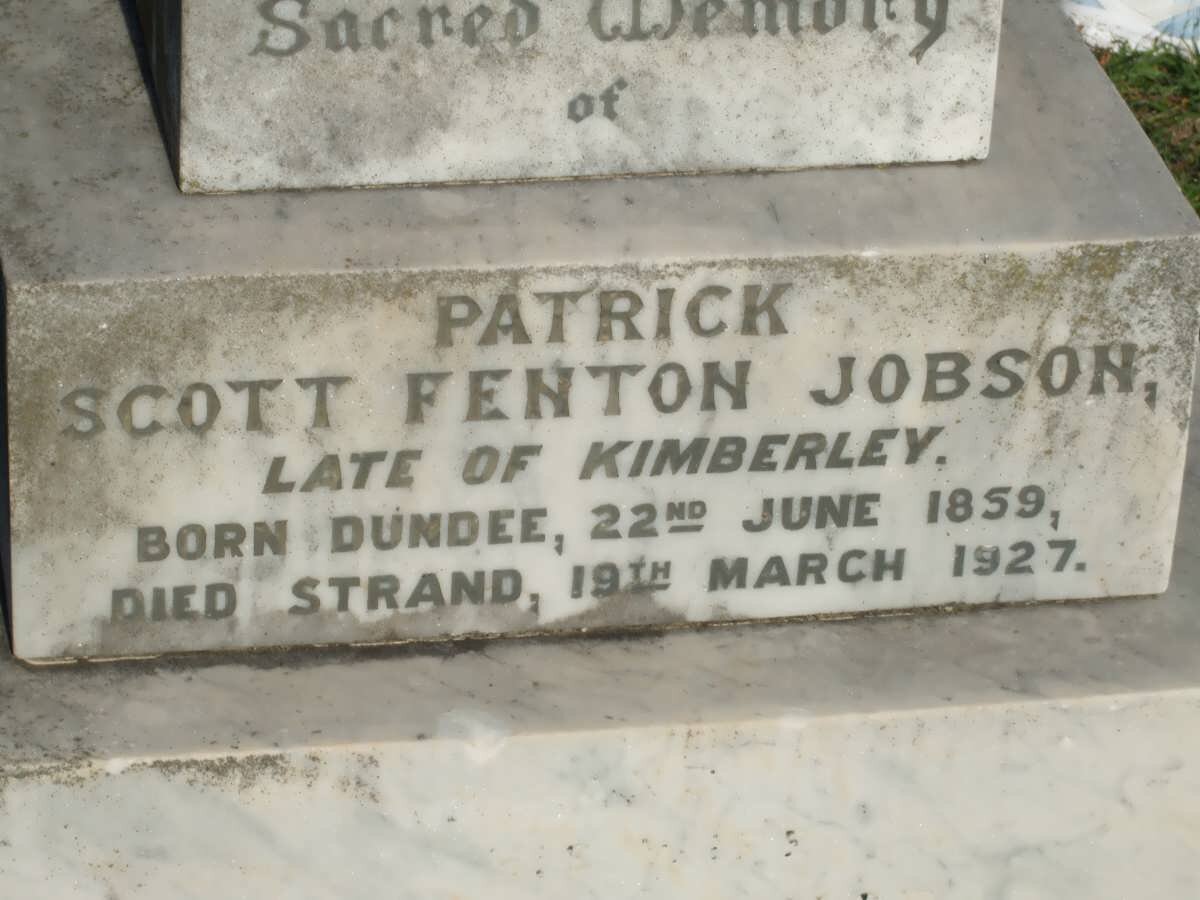 Sacred Memory
of
PATRICK
SCOTT FENTON JOBSON,
LATE OF KIMBERLEY.
BORN DUNDEE, 22ND JUNE 1859,
DIED STRAND, 19TH MARCH 1927.